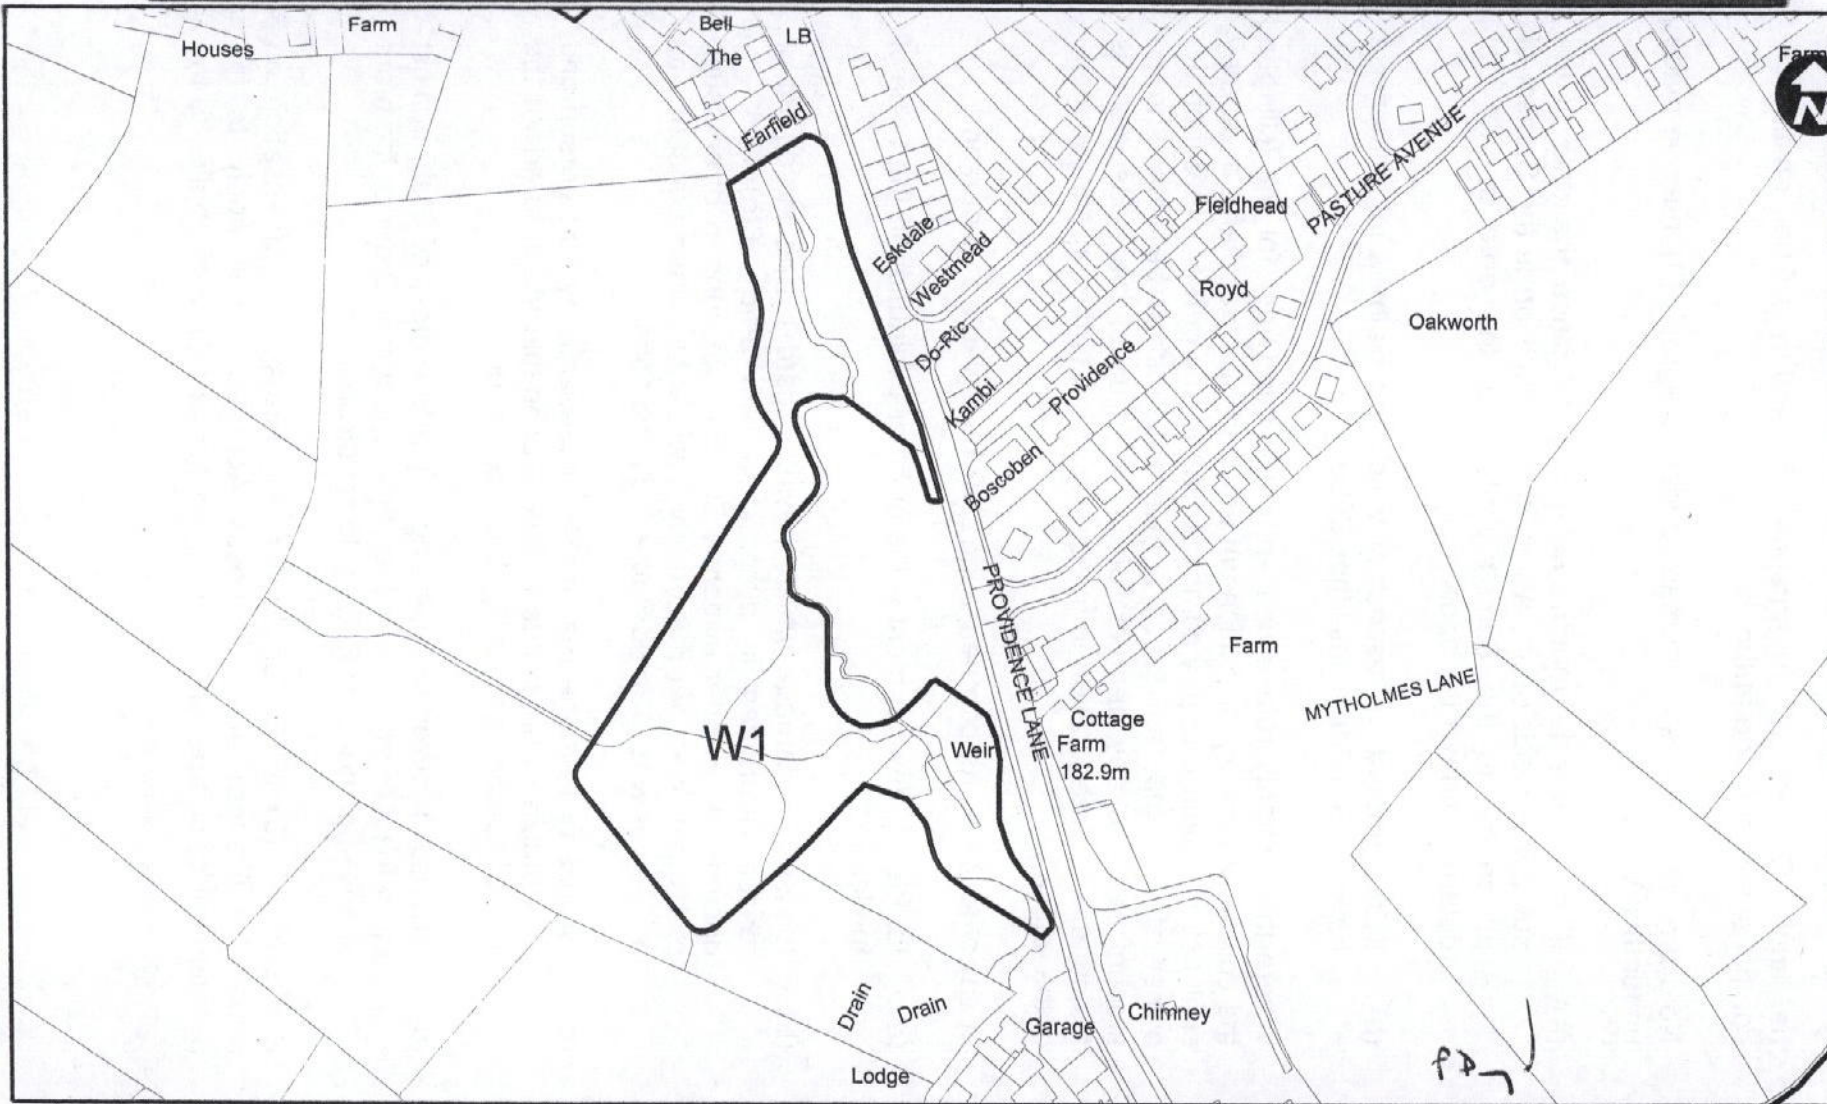 Houses
Farm
Bell
The
LB
Farm
N
Farfield
PASTURE AVENUE
Fieldhead
Eskdale
Westmead
Royd
Oakworth
Do-Ric
Kambi
Providence
Boscoben
PROVIDENCE LANE
Farm
MYTHOLMES LANE
W1
Weir
Cottage
Farm
182.9m
Drain
Drain
Garage
Chimney
Lodge